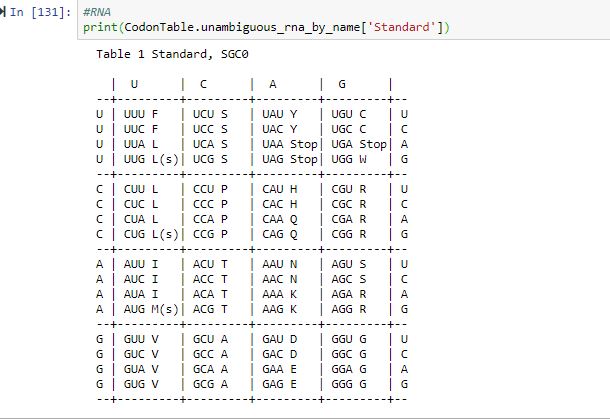 In [131]: #RNA
print(CodonTable.unambiguous_rna_by_name['Standard'])
Table 1 Standard, SGC0
  |  U      |  C      |  A      |  G      |
--+---------+---------+---------+---------+--
U | UUU F   | UCU S   | UAU Y   | UGU C   | U
U | UUC F   | UCC S   | UAC Y   | UGC C   | C
U | UUA L   | UCA S   | UAA Stop| UGA Stop| A
U | UUG L(s)| UCG S   | UAG Stop| UGG W   | G
--+---------+---------+---------+---------+--
C | CUU L   | CCU P   | CAU H   | CGU R   | U
C | CUC L   | CCC P   | CAC H   | CGC R   | C
C | CUA L   | CCA P   | CAA Q   | CGA R   | A
C | CUG L(s)| CCG P   | CAG Q   | CGG R   | G
--+---------+---------+---------+---------+--
A | AUU I   | ACU T   | AAU N   | AGU S   | U
A | AUC I   | ACC T   | AAC N   | AGC S   | C
A | AUA I   | ACA T   | AAA K   | AGA R   | A
A | AUG M(s)| ACG T   | AAG K   | AGG R   | G
--+---------+---------+---------+---------+--
G | GUU V   | GCU A   | GAU D   | GGU G   | U
G | GUC V   | GCC A   | GAC D   | GGC G   | C
G | GUA V   | GCA A   | GAA E   | GGA G   | A
G | GUG V   | GCG A   | GAG E   | GGG G   | G
--+---------+---------+---------+---------+--